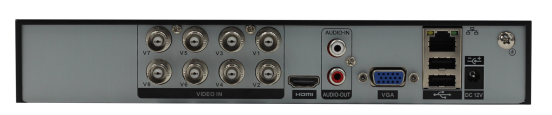 AUDIO-IN
V7 V5 V3 V1
V8 V6 V4 V2
VIDEO IN
HDMI
AUDIO-OUT
VGA
DC 12V